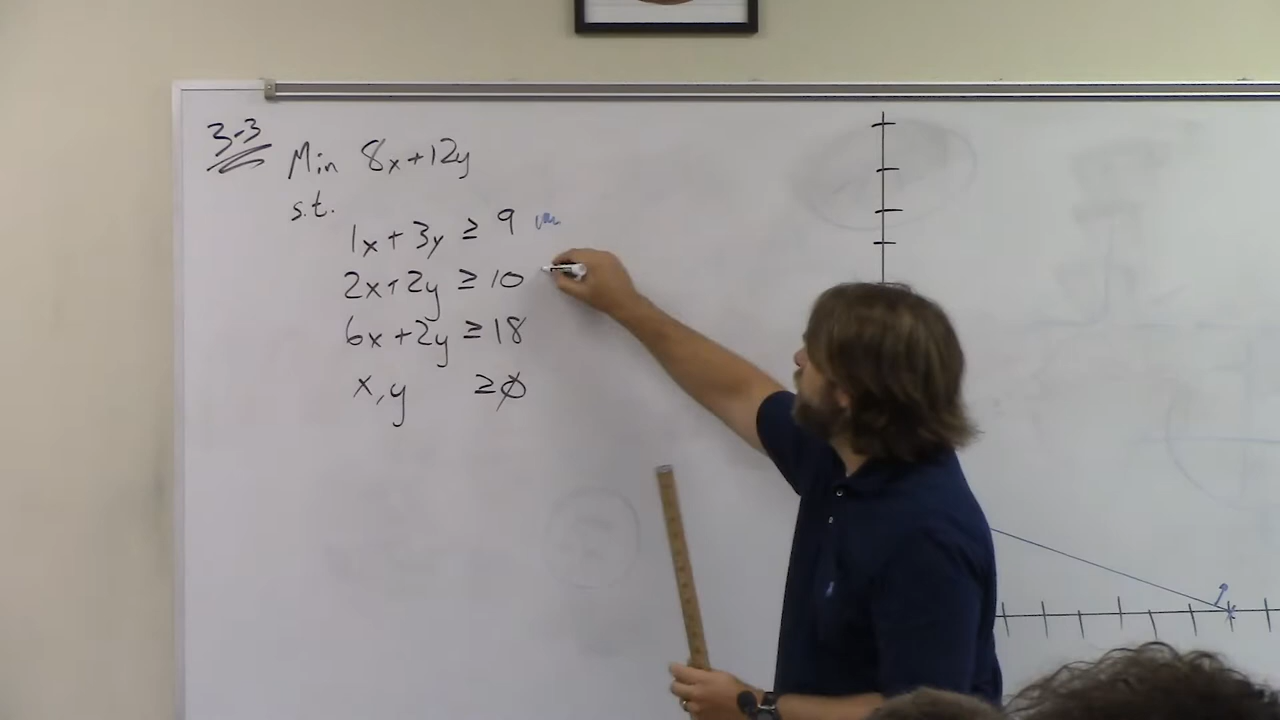 3-3
Min 8x+12y
s.t.
1x+3y ≥ 9
2x+2y ≥ 10
6x+2y ≥ 18
x,y ≥ 0